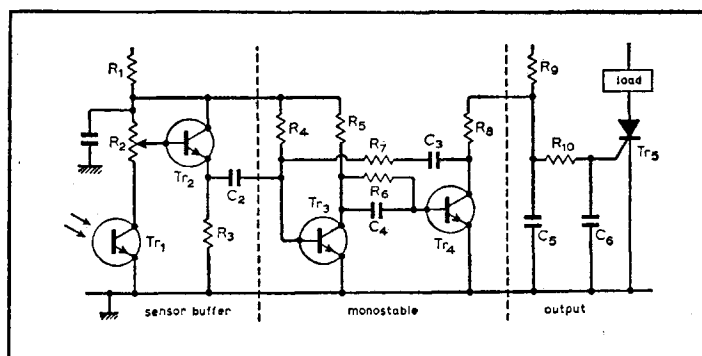 R1
R2
Tr1
Tr2
R3
C2
R4
R5
R7
C3
R6
C4
Tr3
Tr4
R8
R9
R10
C5
C6
load
Tr5
sensor buffer
monostable
output